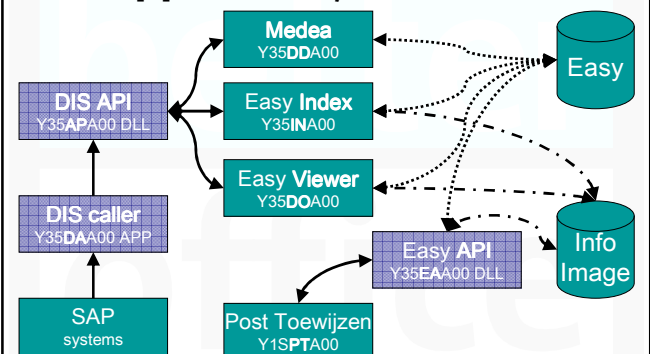 Medea
Y35DDA00
Easy
DIS API
Y35APA00 DLL
Easy Index
Y35INA00
Easy Viewer
Y35DOA00
DIS caller
Y35DAA00 APP
Easy API
Y35EAA00 DLL
Info
Image
SAP
systems
Post Toewijzen
Y1SPTA00